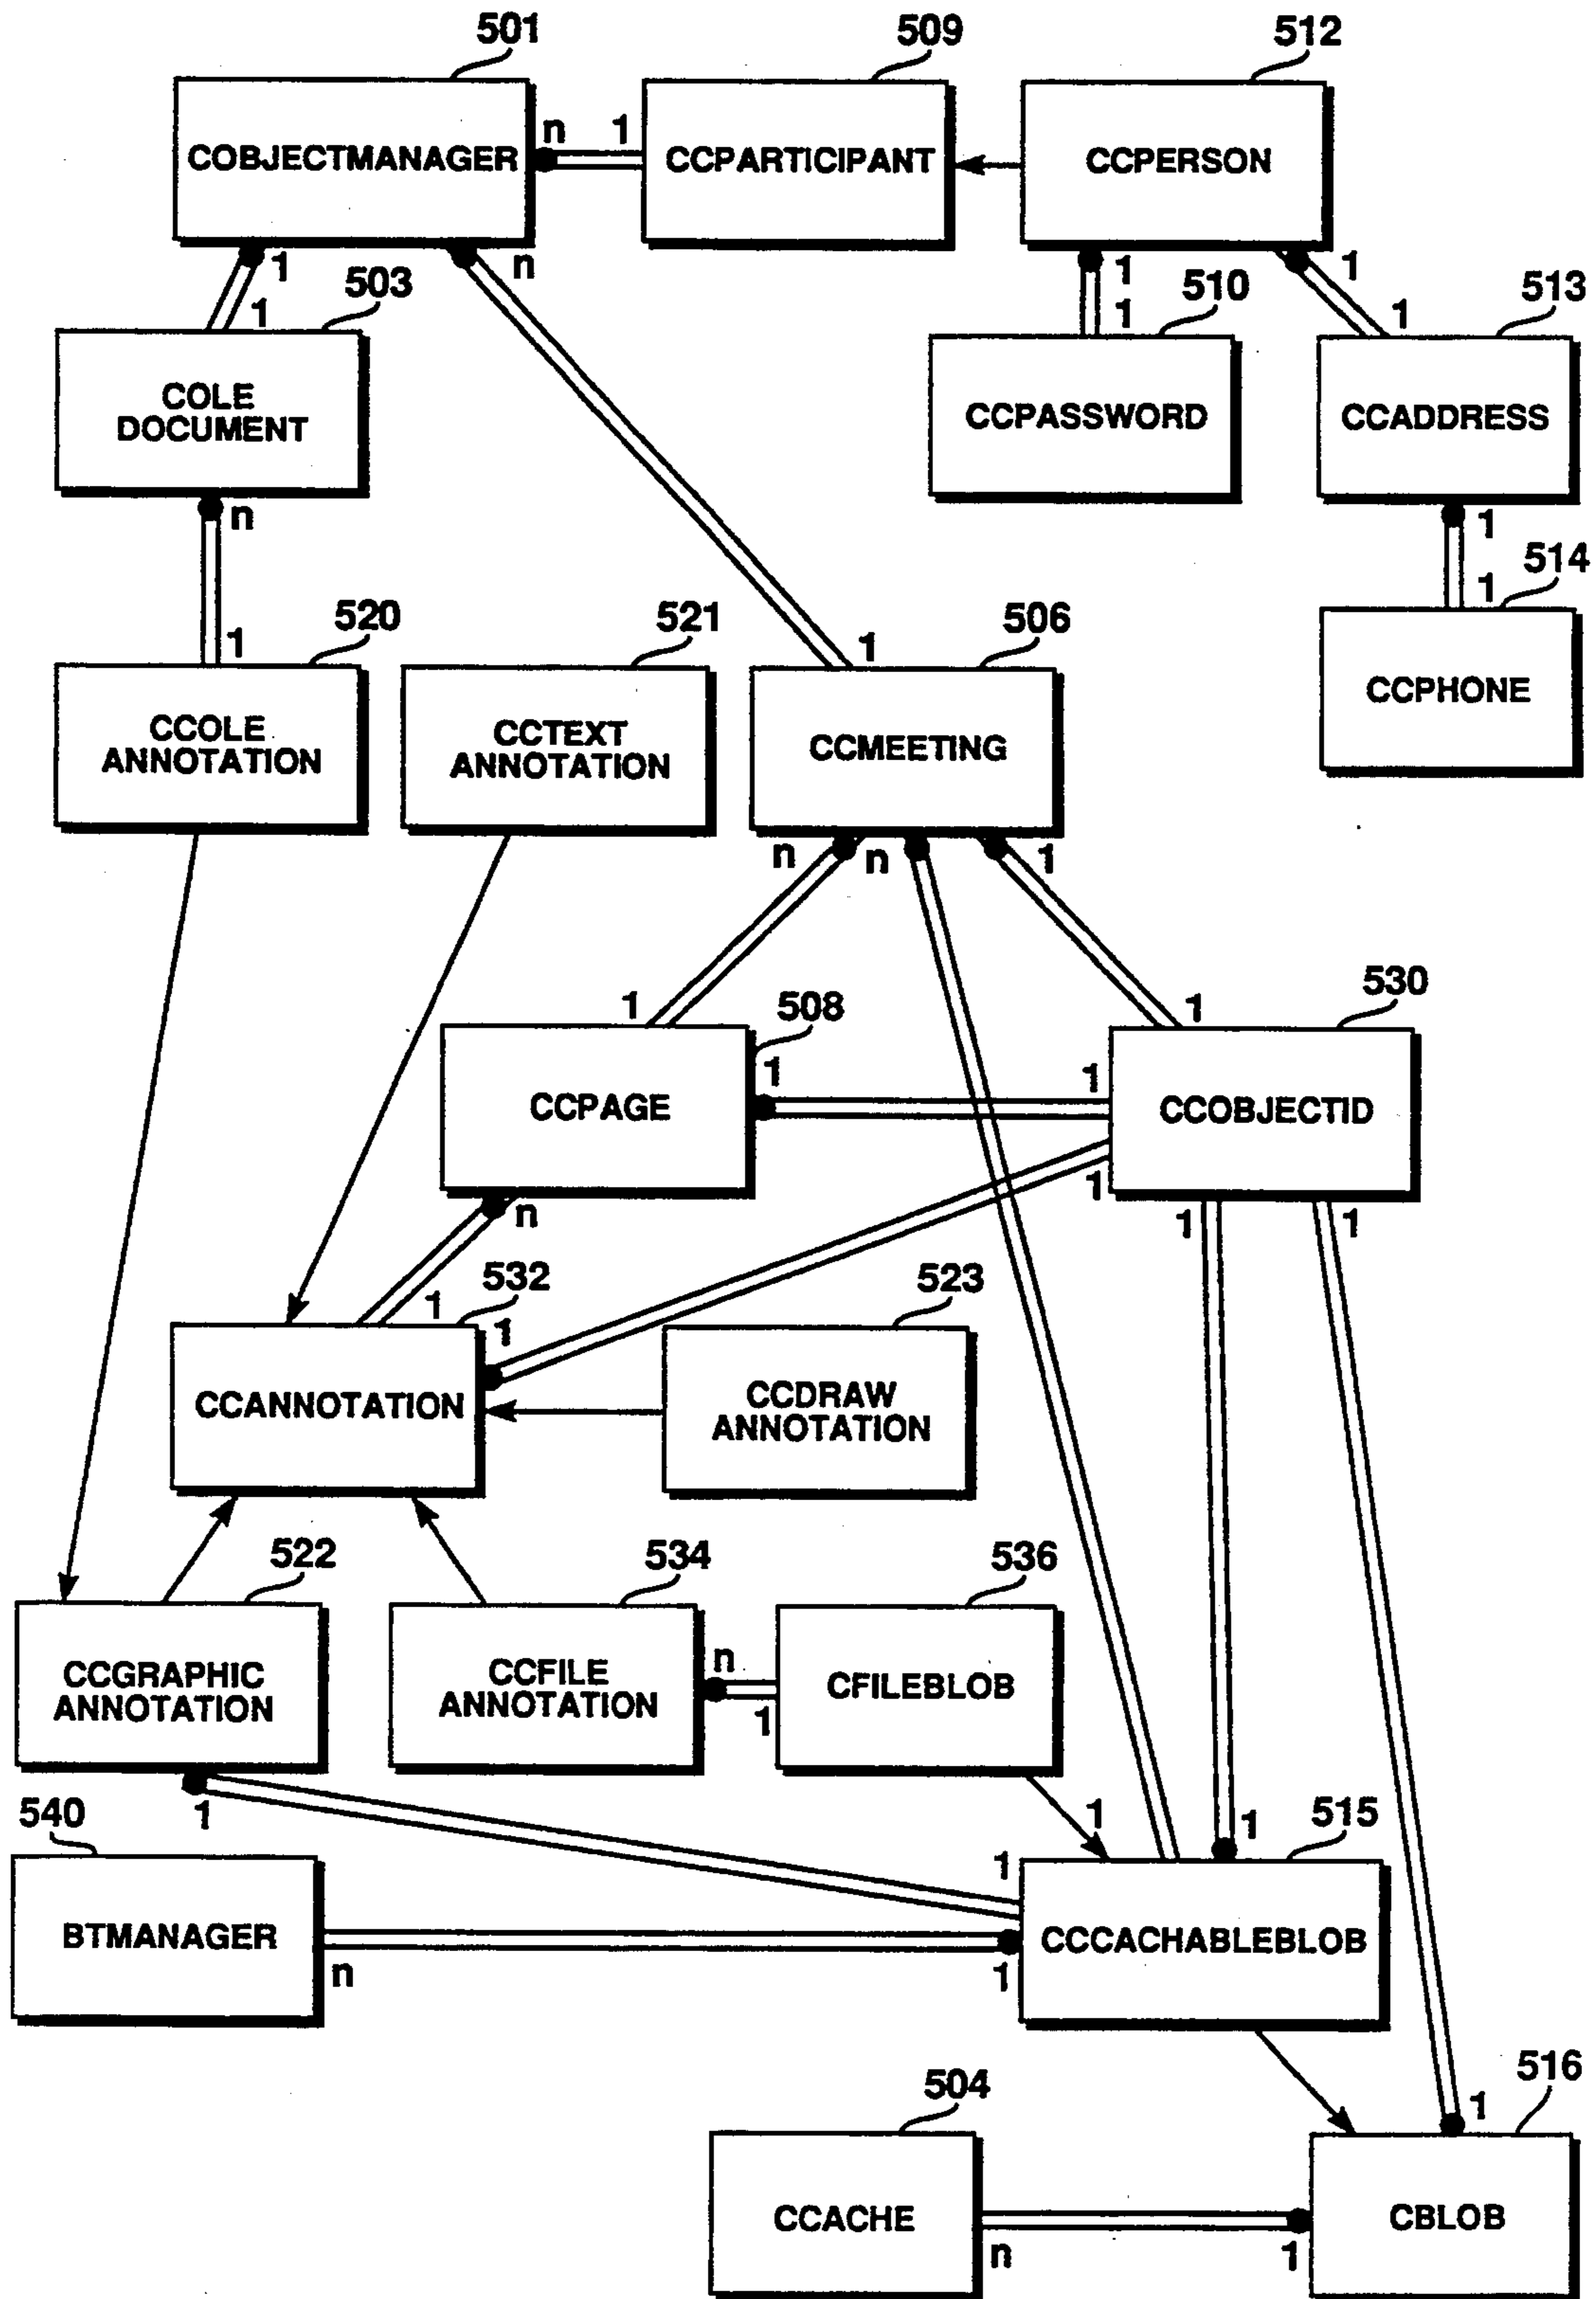 501
509
512
COBJECTMANAGER
n
1
CCPARTICIPANT
CCPERSON
1
n
1
1
503
1
510
1
513
1
COLE
DOCUMENT
CCPASSWORD
CCADDRESS
n
1
514
1
520
521
506
1
1
CCOLE
ANNOTATION
CCTEXT
ANNOTATION
CCMEETING
CCPHONE
n
n
1
530
1
508
1
1
1
CCPAGE
CCOBJECTID
1
n
1
1
532
523
1
1
CCANNOTATION
CCDRAW
ANNOTATION
522
534
536
CCGRAPHIC
ANNOTATION
CCFILE
ANNOTATION
n
1
CFILEBLOB
540
1
1
1
515
1
BTMANAGER
n
1
CCCACHABLEBLOB
504
516
1
CCACHE
n
1
CBLOB